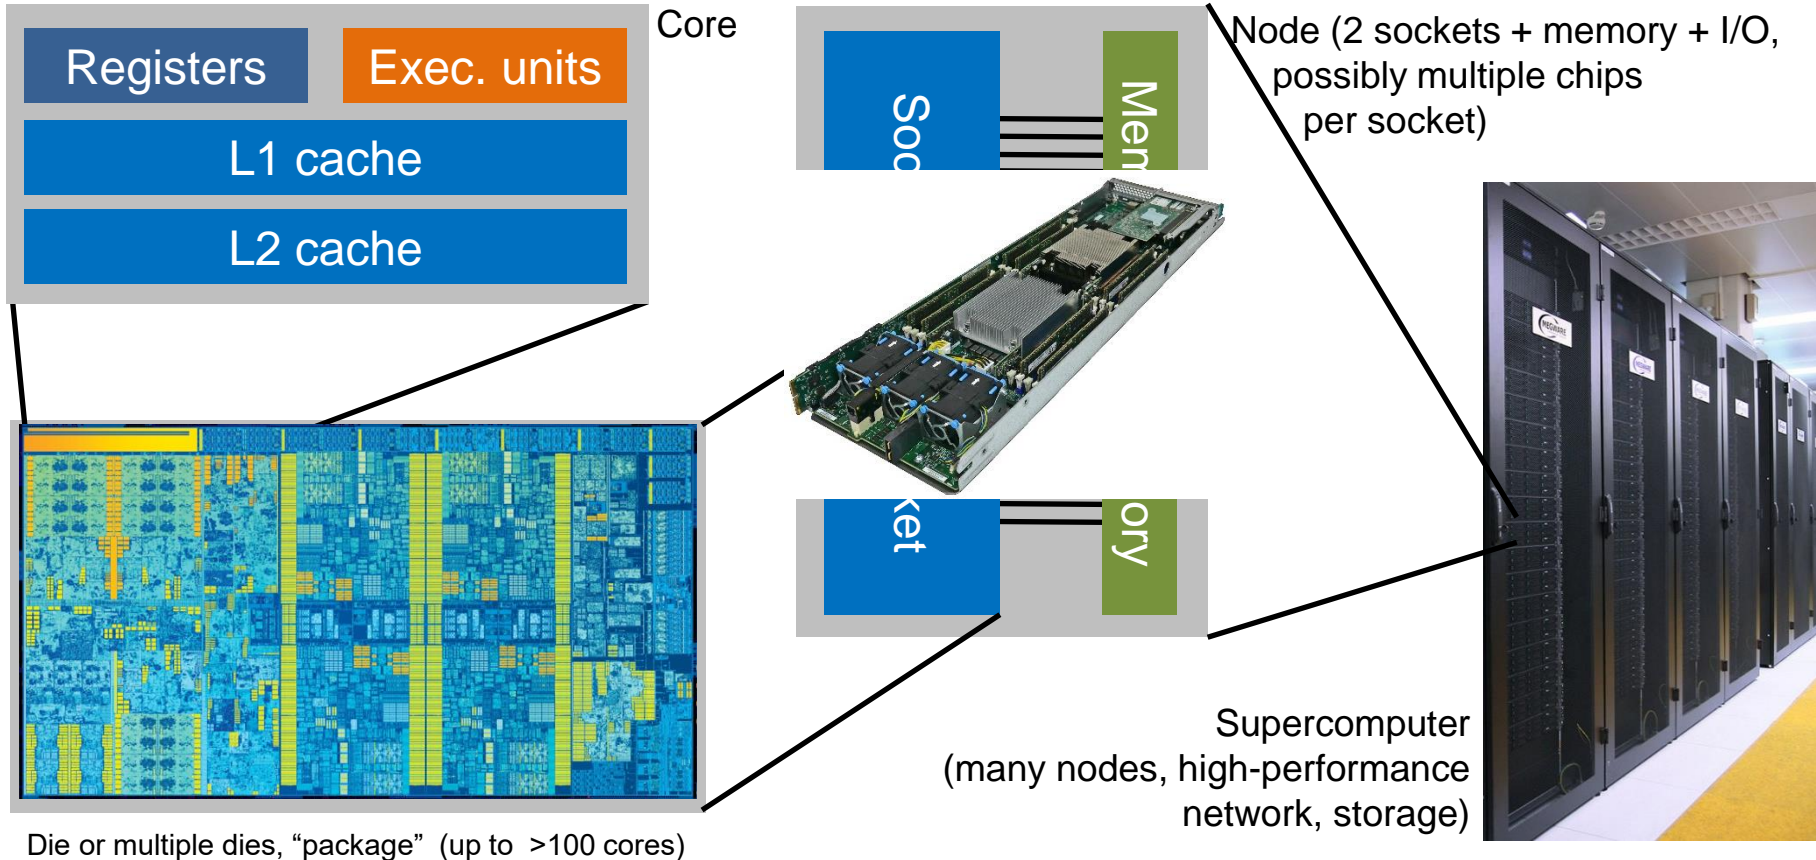 Core
Registers
Exec. units
L1 cache
L2 cache
Soc
ket
Mem
ory
Node (2 sockets + memory + I/O,
possibly multiple chips
per socket)
MEGWARE
Supercomputer
(many nodes, high-performance
network, storage)
Die or multiple dies, “package” (up to >100 cores)